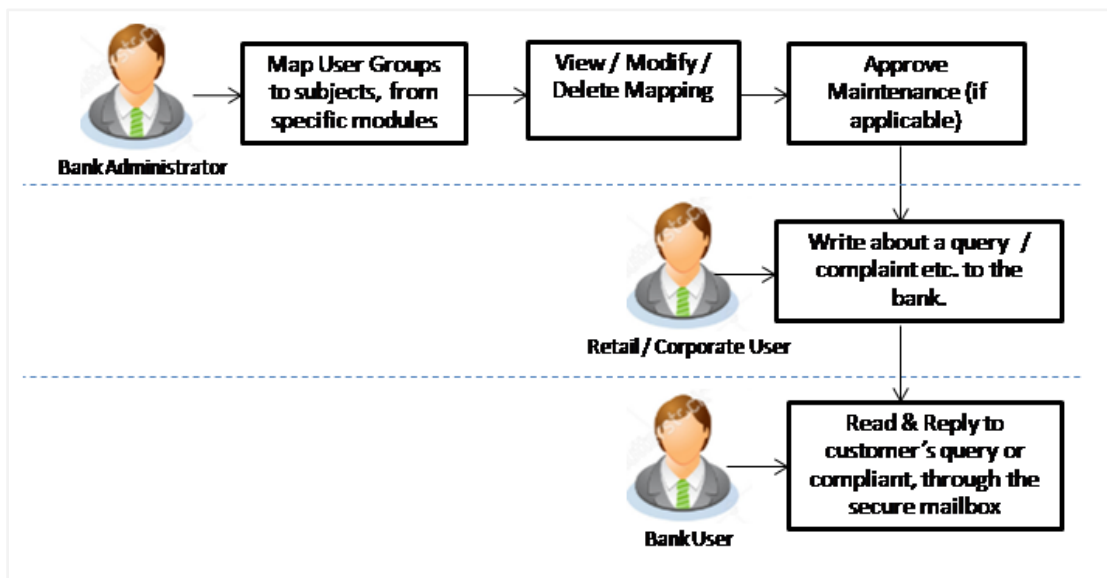 Map User Groups
to subjects, from
specific modules
View / Modify /
Delete Mapping
Approve
Maintenance (if
applicable)
Bank Administrator
Write about a query /
complaint etc. to the
bank.
Retail / Corporate User
Read & Reply to
customer's query or
compliant, through the
secure mailbox
Bank User